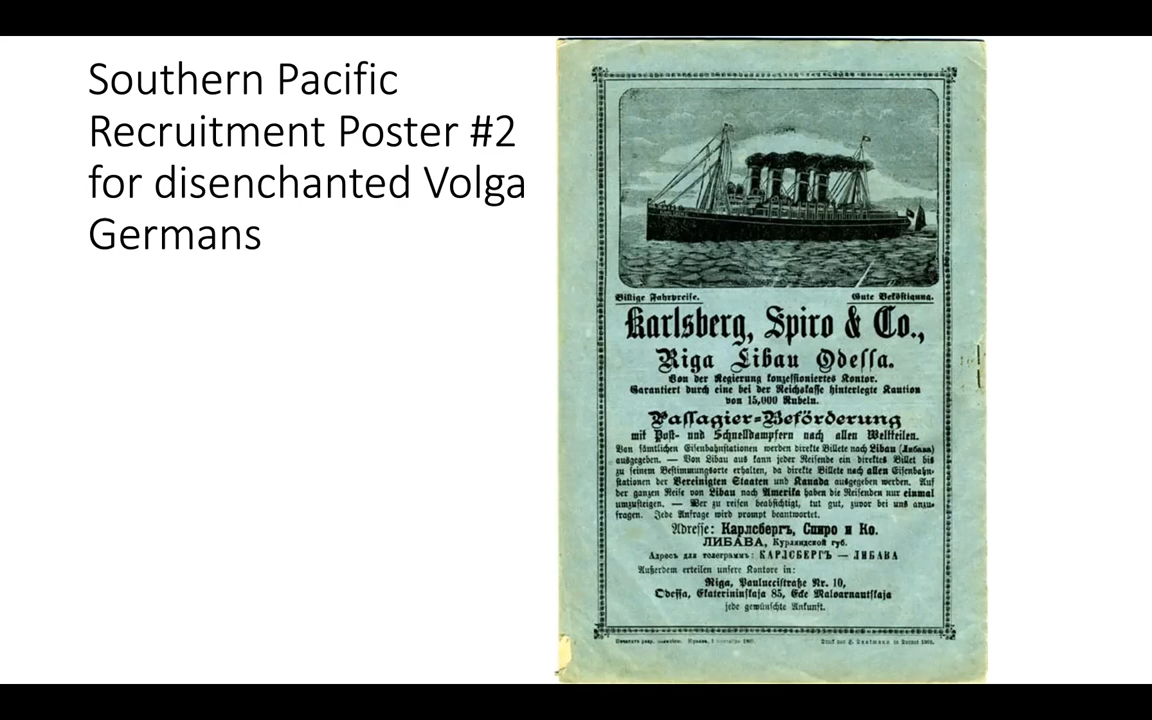 Southern Pacific
Recruitment Poster #2
for disenchanted Volga
Germans
Billige Fahrpreise.
Gute Beköstigung.
Karlsberg, Spiro & Co.,
Riga Libau Odessa.
Von der Regierung konzessioniertes Kontor.
Garantiert durch eine bei der Reichskasse hinterlegte Kaution
von 15,000 Rubeln.
Passagier-Beförderung
mit Post- und Schnelldampfern nach allen Weltteilen.
Von sämtlichen Eisenbahnstationen werden direkte Billete nach Libau (Либава)
ausgegeben. — Von Libau aus kann jeder Reisende ein direktes Billet bis
zu seinem Bestimmungsorte erhalten, da direkte Billete nach allen Eisenbahn-
stationen der Vereinigten Staaten und Kanada ausgegeben werden. Auf
der ganzen Reise von Libau nach Amerika haben die Reisenden nur einmal
umzusteigen. — Wer zu reisen beabsichtigt, tut gut, zuvor bei uns anzu-
fragen. Jede Anfrage wird prompt beantwortet.
Adresse: Карлсбергъ, Спиро и Ко.
ЛИБАВА, Курляндской губ.
Адресъ для телеграммъ: КАРЛСБЕРГЪ — ЛИБАВА
Außerdem erteilen unsere Kontore in:
Riga, Pauluccistraße Nr. 10,
Odessa, Ekaterininskaja 85, Ecke Maloarnautskaja
jede gewünschte Ankunft.